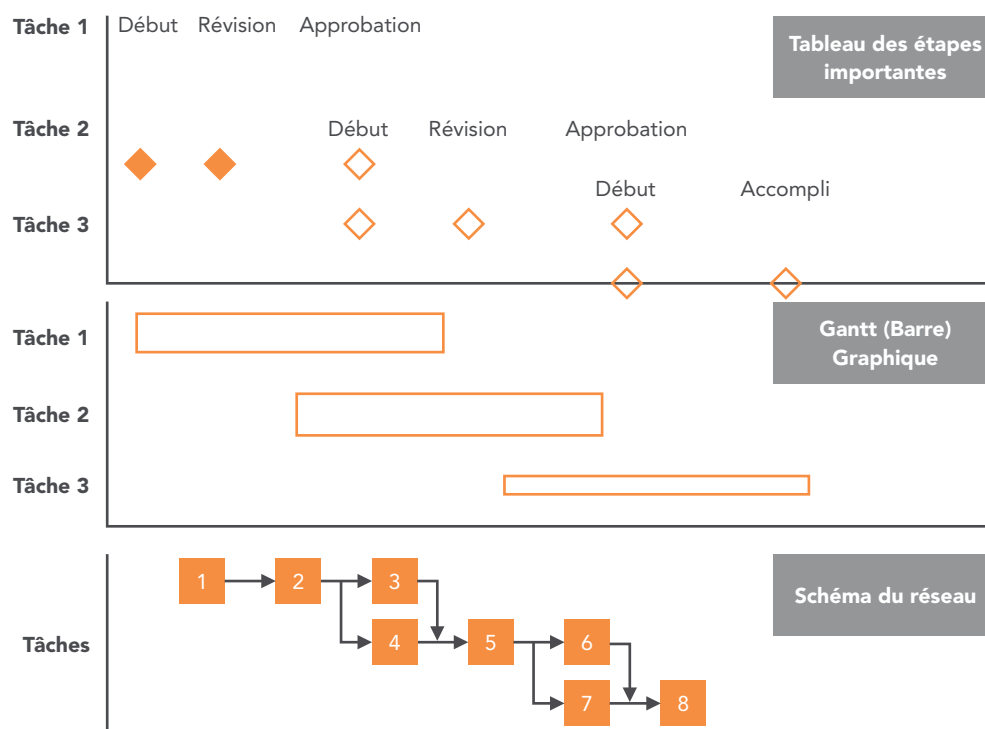 Tâche 1 Début Révision Approbation
Tableau des étapes
importantes
Tâche 2 Début Révision Approbation
Début Accompli
Tâche 3
Tâche 1
Gantt (Barre)
Graphique
Tâche 2
Tâche 3
1 2 3
Schéma du réseau
Tâches 4 5 6
7 8